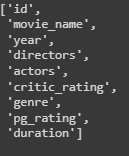 ['id',
'movie_name',
'year',
'directors',
'actors',
'critic_rating',
'genre',
'pg_rating',
'duration']